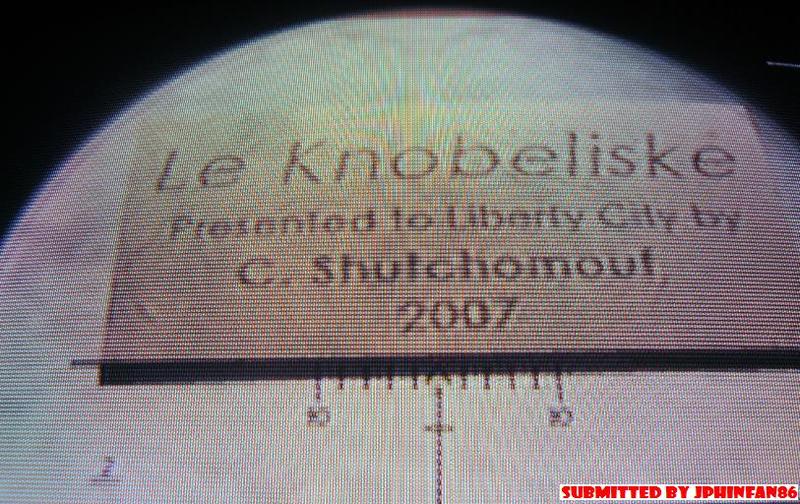 Le Knobeliske
Presented to Liberty City by
C. Shutchomouf,
2007
SUBMITTED BY JPHINFAN86